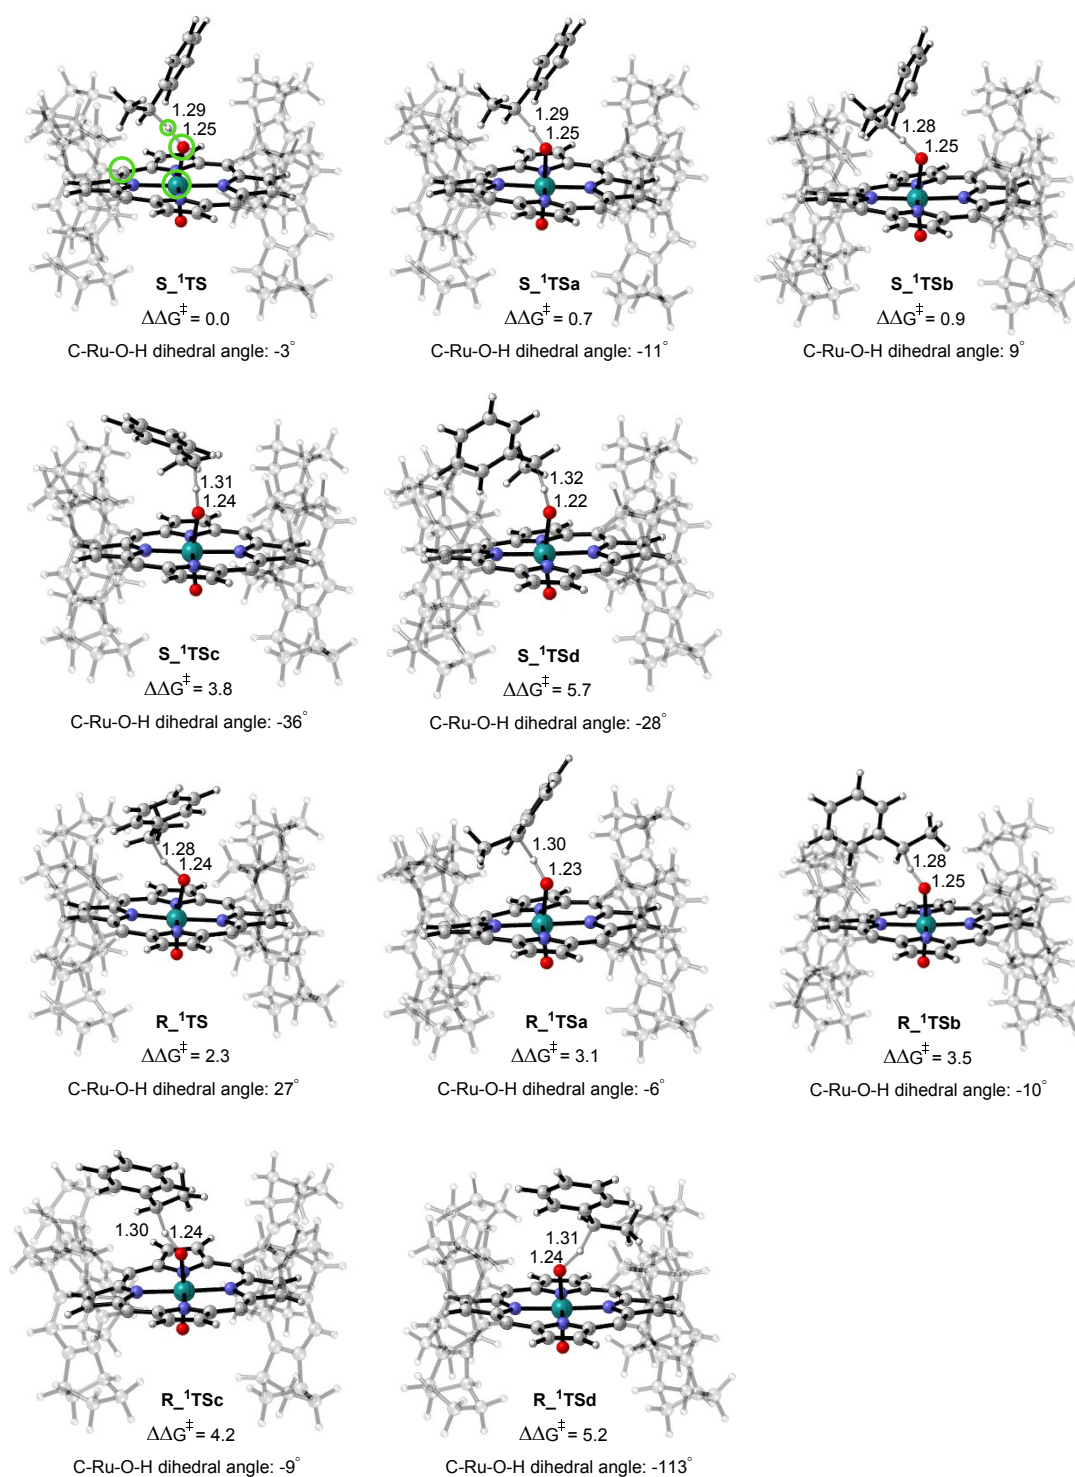 1.29
1.25
1.29
1.25
1.28
1.25
S_¹TS
S_¹TSa
S_¹TSb
ΔΔG‡ = 0.0
ΔΔG‡ = 0.7
ΔΔG‡ = 0.9
C-Ru-O-H dihedral angle: -3°
C-Ru-O-H dihedral angle: -11°
C-Ru-O-H dihedral angle: 9°
1.31
1.24
1.32
1.22
S_¹TSc
S_¹TSd
ΔΔG‡ = 3.8
ΔΔG‡ = 5.7
C-Ru-O-H dihedral angle: -36°
C-Ru-O-H dihedral angle: -28°
1.28
1.24
1.30
1.23
1.28
1.25
R_¹TS
R_¹TSa
R_¹TSb
ΔΔG‡ = 2.3
ΔΔG‡ = 3.1
ΔΔG‡ = 3.5
C-Ru-O-H dihedral angle: 27°
C-Ru-O-H dihedral angle: -6°
C-Ru-O-H dihedral angle: -10°
1.30
1.24
1.31
1.24
R_¹TSc
R_¹TSd
ΔΔG‡ = 4.2
ΔΔG‡ = 5.2
C-Ru-O-H dihedral angle: -9°
C-Ru-O-H dihedral angle: -113°